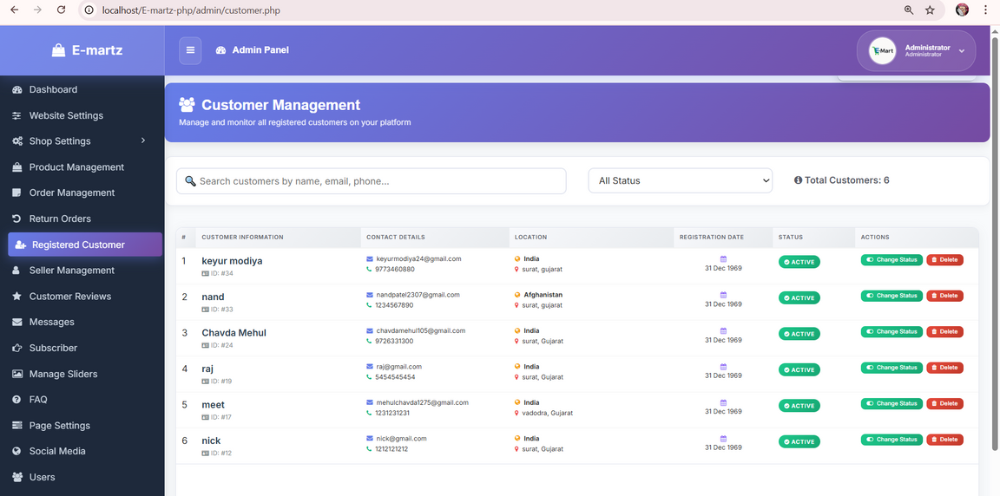 localhost/E-martz-php/admin/customer.php
E-martz
Admin Panel
Administrator
Administrator
Dashboard
Website Settings
Shop Settings
Product Management
Order Management
Return Orders
Registered Customer
Seller Management
Customer Reviews
Messages
Subscriber
Manage Sliders
FAQ
Page Settings
Social Media
Users
Customer Management
Manage and monitor all registered customers on your platform
Search customers by name, email, phone...
All Status
Total Customers: 6
# CUSTOMER INFORMATION CONTACT DETAILS LOCATION REGISTRATION DATE STATUS ACTIONS
1 keyur modiya keyurmodiya24@gmail.com India ACTIVE Change Status Delete
ID: #34 9773460880 surat, gujarat 31 Dec 1969
2 nand nandpatel2307@gmail.com Afghanistan ACTIVE Change Status Delete
ID: #33 1234567890 surat, gujarat 31 Dec 1969
3 Chavda Mehul chavdamehul105@gmail.com India ACTIVE Change Status Delete
ID: #24 9726331300 surat, Gujarat 31 Dec 1969
4 raj raj@gmail.com India ACTIVE Change Status Delete
ID: #19 5454545454 surat, Gujarat 31 Dec 1969
5 meet mehulchavda1275@gmail.com India ACTIVE Change Status Delete
ID: #17 1231231231 vadodra, Gujarat 31 Dec 1969
6 nick nick@gmail.com India ACTIVE Change Status Delete
ID: #12 1212121212 surat, Gujarat 31 Dec 1969